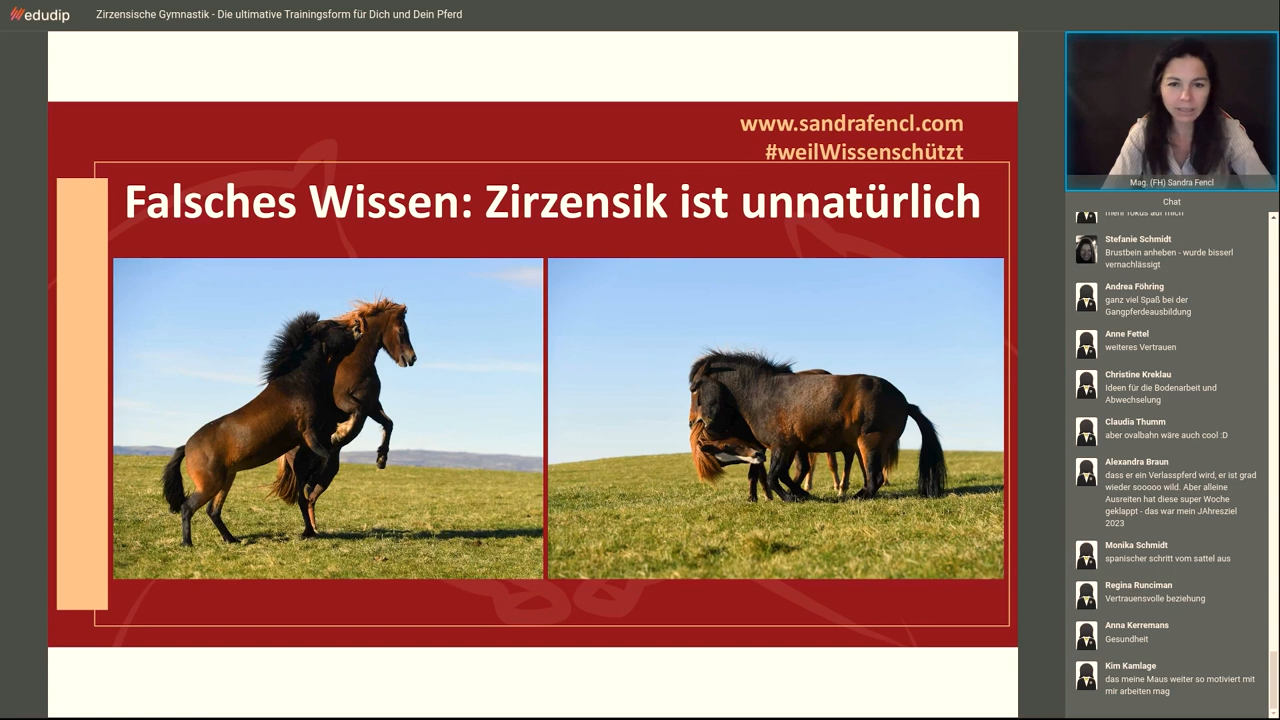 edudip
Zirzensische Gymnastik - Die ultimative Trainingsform für Dich und Dein Pferd
www.sandrafencl.com
#weilWissenschützt
Falsches Wissen: Zirzensik ist unnatürlich
Mag. (FH) Sandra Fencl
Chat
mehr fokus auf mich
Stefanie Schmidt
Brustbein anheben - wurde bisserl
vernachlässigt
Andrea Föhring
ganz viel Spaß bei der
Gangpferdeausbildung
Anne Fettel
weiteres Vertrauen
Christine Kreklau
Ideen für die Bodenarbeit und
Abwechselung
Claudia Thumm
aber ovalbahn wäre auch cool :D
Alexandra Braun
dass er ein Verlasspferd wird, er ist grad
wieder sooooo wild. Aber alleine
Ausreiten hat diese super Woche
geklappt - das war mein JAhresziel
2023
Monika Schmidt
spanischer schritt vom sattel aus
Regina Runciman
Vertrauensvolle beziehung
Anna Kerremans
Gesundheit
Kim Kamlage
das meine Maus weiter so motiviert mit
mir arbeiten mag